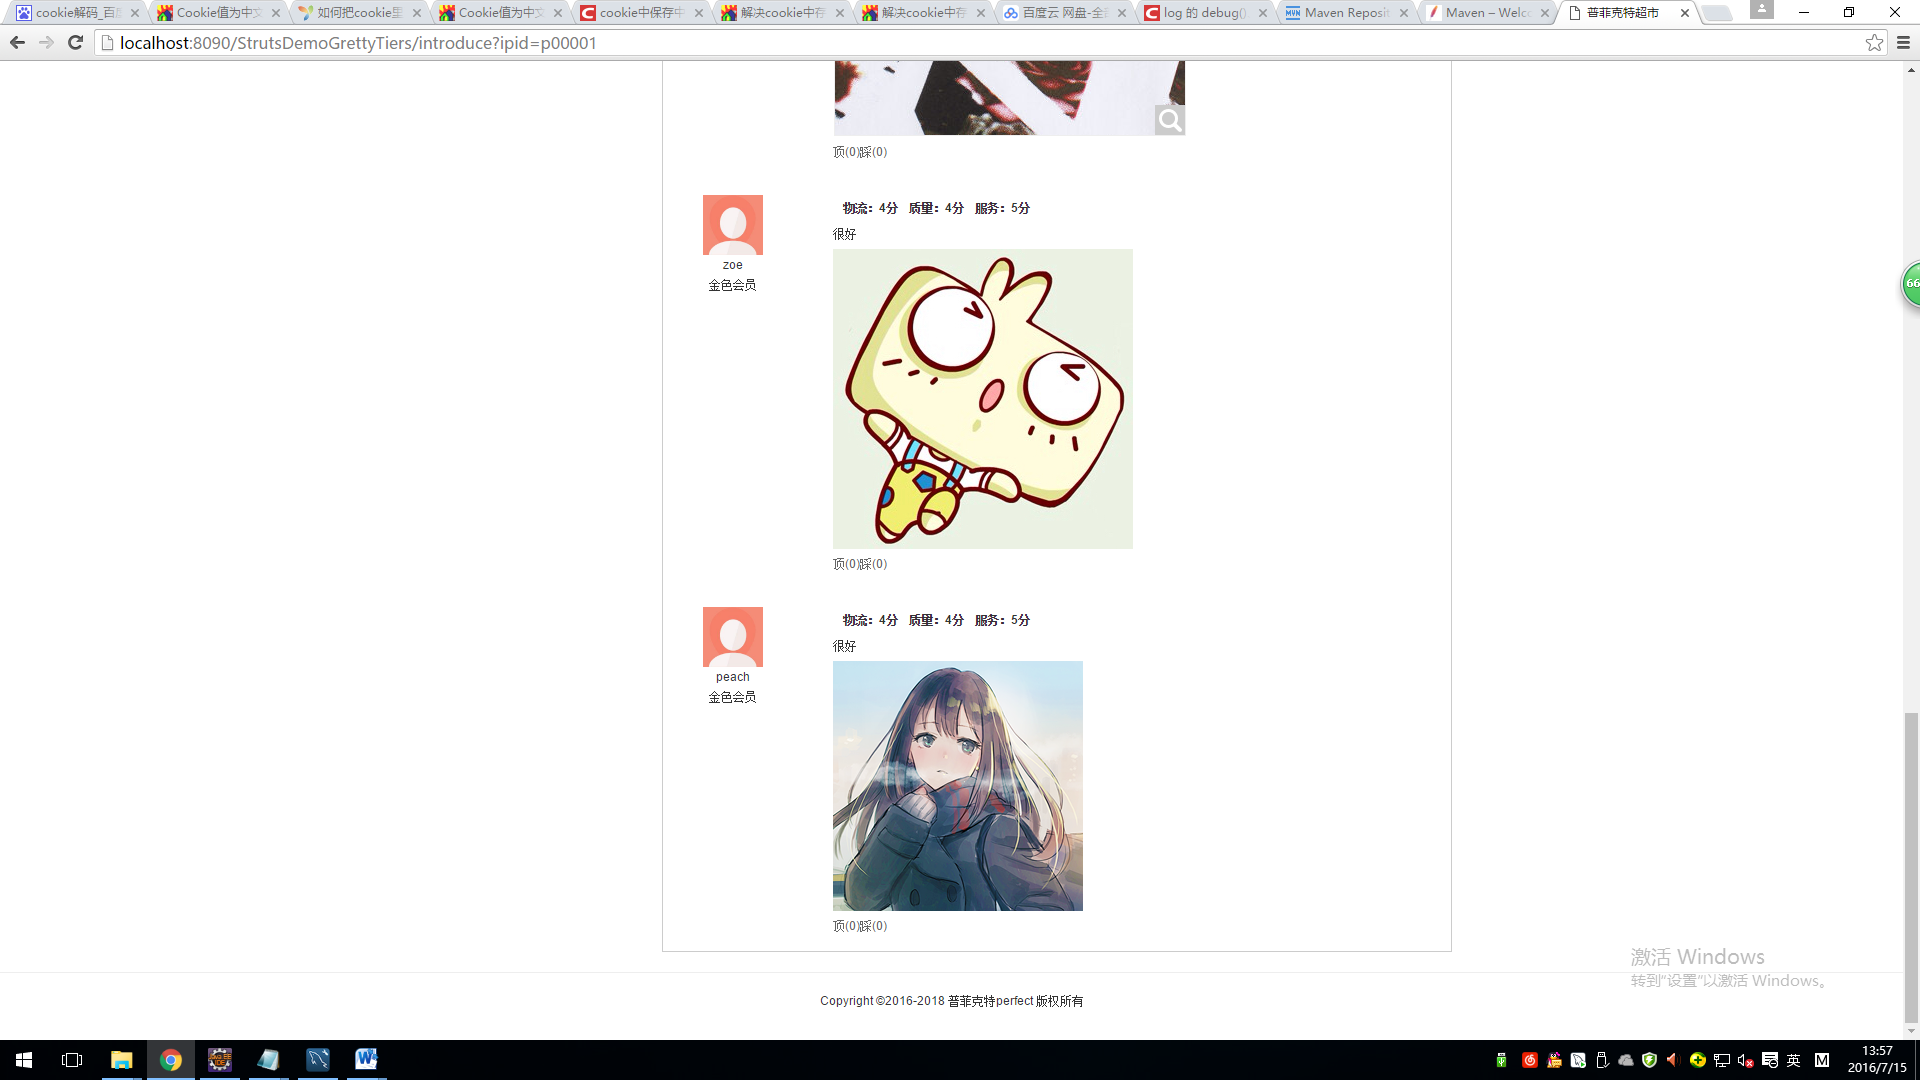 cookie解码_百度
Cookie值为中文
如何把cookie里
Cookie值为中文
cookie中保存中
解决cookie中存
解决cookie中存
百度云 网盘-全部
log 的 debug()
Maven Reposit
Maven – Welco
普菲克特超市
localhost:8090/StrutsDemoGrettyTiers/introduce?ipid=p00001
顶(0)踩(0)
物流：4分 质量：4分 服务：5分
很好
zoe
金色会员
66
顶(0)踩(0)
物流：4分 质量：4分 服务：5分
很好
peach
金色会员
顶(0)踩(0)
激活 Windows
转到“设置”以激活 Windows。
Copyright ©2016-2018 普菲克特perfect 版权所有
英
M
13:57
2016/7/15